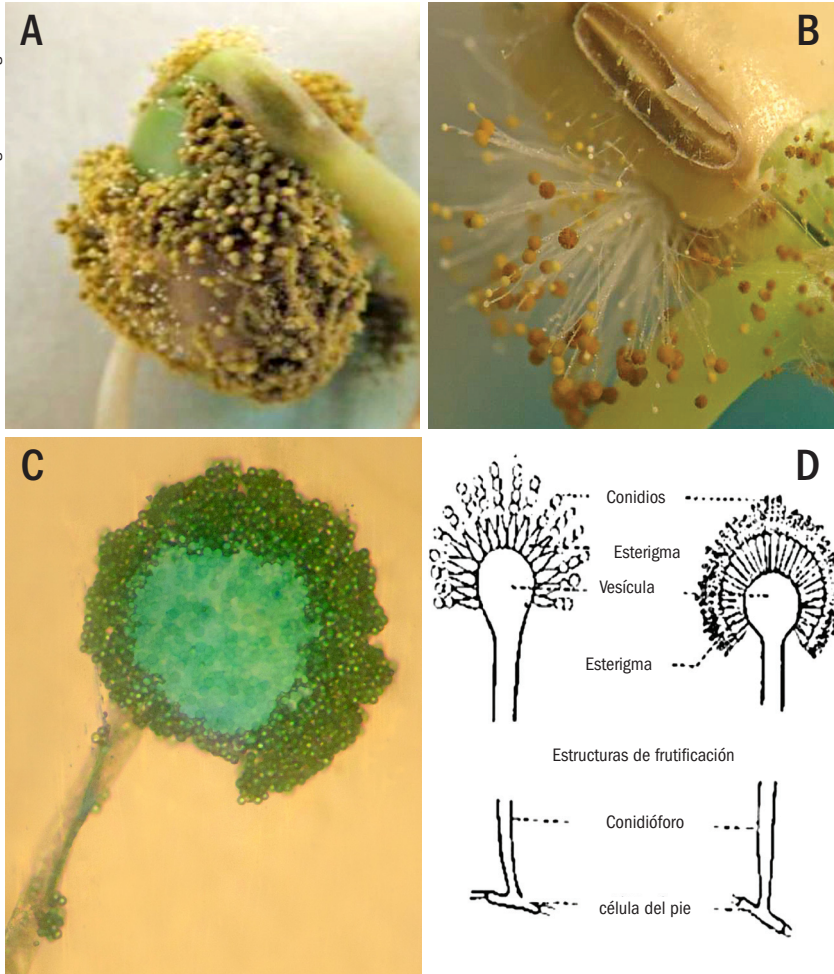 A
B
C
D
Conidios
Esterigma
Vesícula
Esterigma
Estructuras de frutificación
Conidióforo
célula del pie